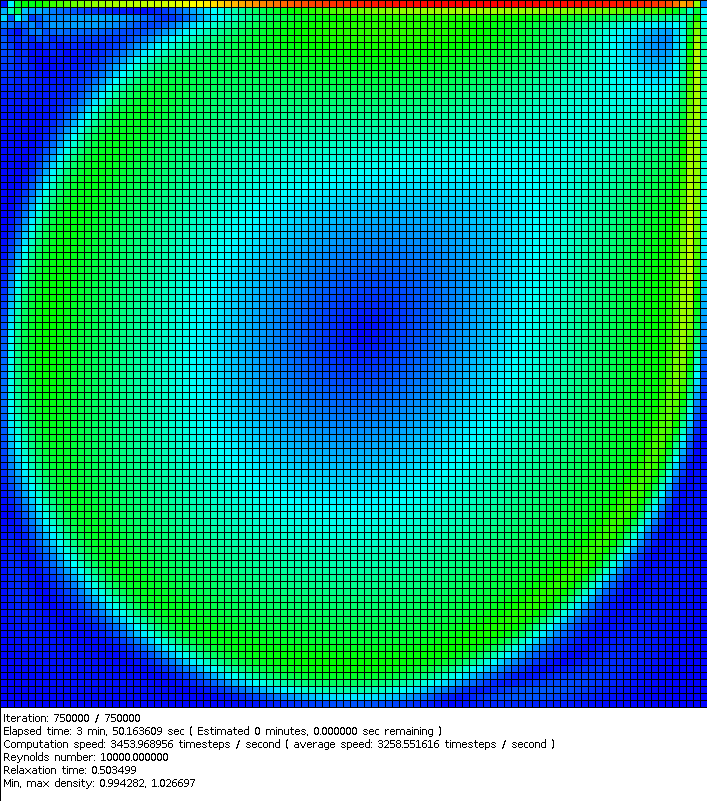 Iteration: 750000 / 750000
Elapsed time: 3 min, 50.163609 sec ( Estimated 0 minutes, 0.000000 sec remaining )
Computation speed: 3453.968956 timesteps / second ( average speed: 3258.551616 timesteps / second )
Reynolds number: 10000.000000
Relaxation time: 0.503499
Min, max density: 0.994282, 1.026697